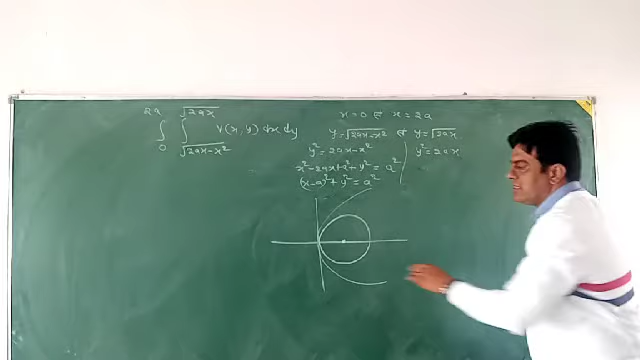 ∫₀^{2a} ∫_{√(2ax-x²)}^{√(2ax)} V(x,y) dx dy
x=0 से x=2a
y=√(2ax-x²) से y=√(2ax)
y²=2ax-x²
y²=2ax
x²-2ax+a²+y²=a²
(x-a)²+y²=a²